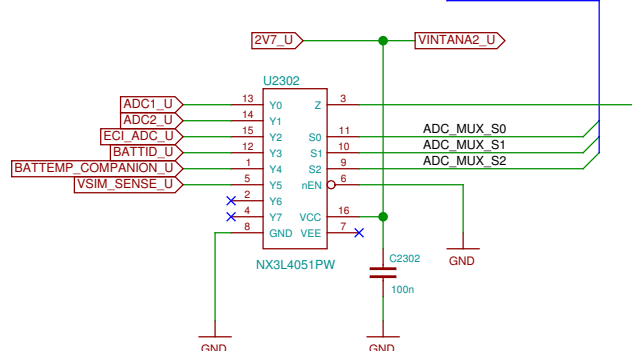 2V7_U
VINTANA2_U
U2302
ADC1_U 13 Y0 Z 3
ADC2_U 14 Y1
ECI_ADC_U 15 Y2 S0 11 ADC_MUX_S0
BATTID_U 12 Y3 S1 10 ADC_MUX_S1
BATTEMP_COMPANION_U 1 Y4 S2 9 ADC_MUX_S2
VSIM_SENSE_U 5 Y5 nEN 6
2 Y6
4 Y7 VCC 16
8 GND VEE 7
NX3L4051PW
GND
C2302
100n
GND
GND